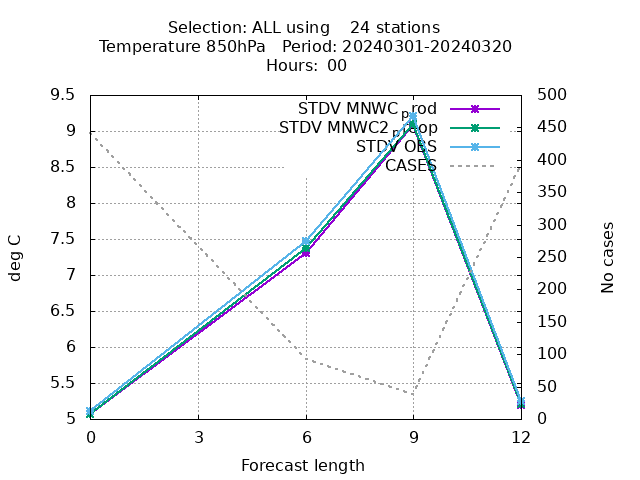 Selection: ALL using 24 stations
Temperature 850hPa Period: 20240301-20240320
Hours: 00
STDV MNWC_prod
STDV MNWC2_preop
STDV OBS
CASES
9.5
9
8.5
8
7.5
7
6.5
6
5.5
5
500
450
400
350
300
250
200
150
100
50
0
deg C
No cases
0 3 6 9 12
Forecast length